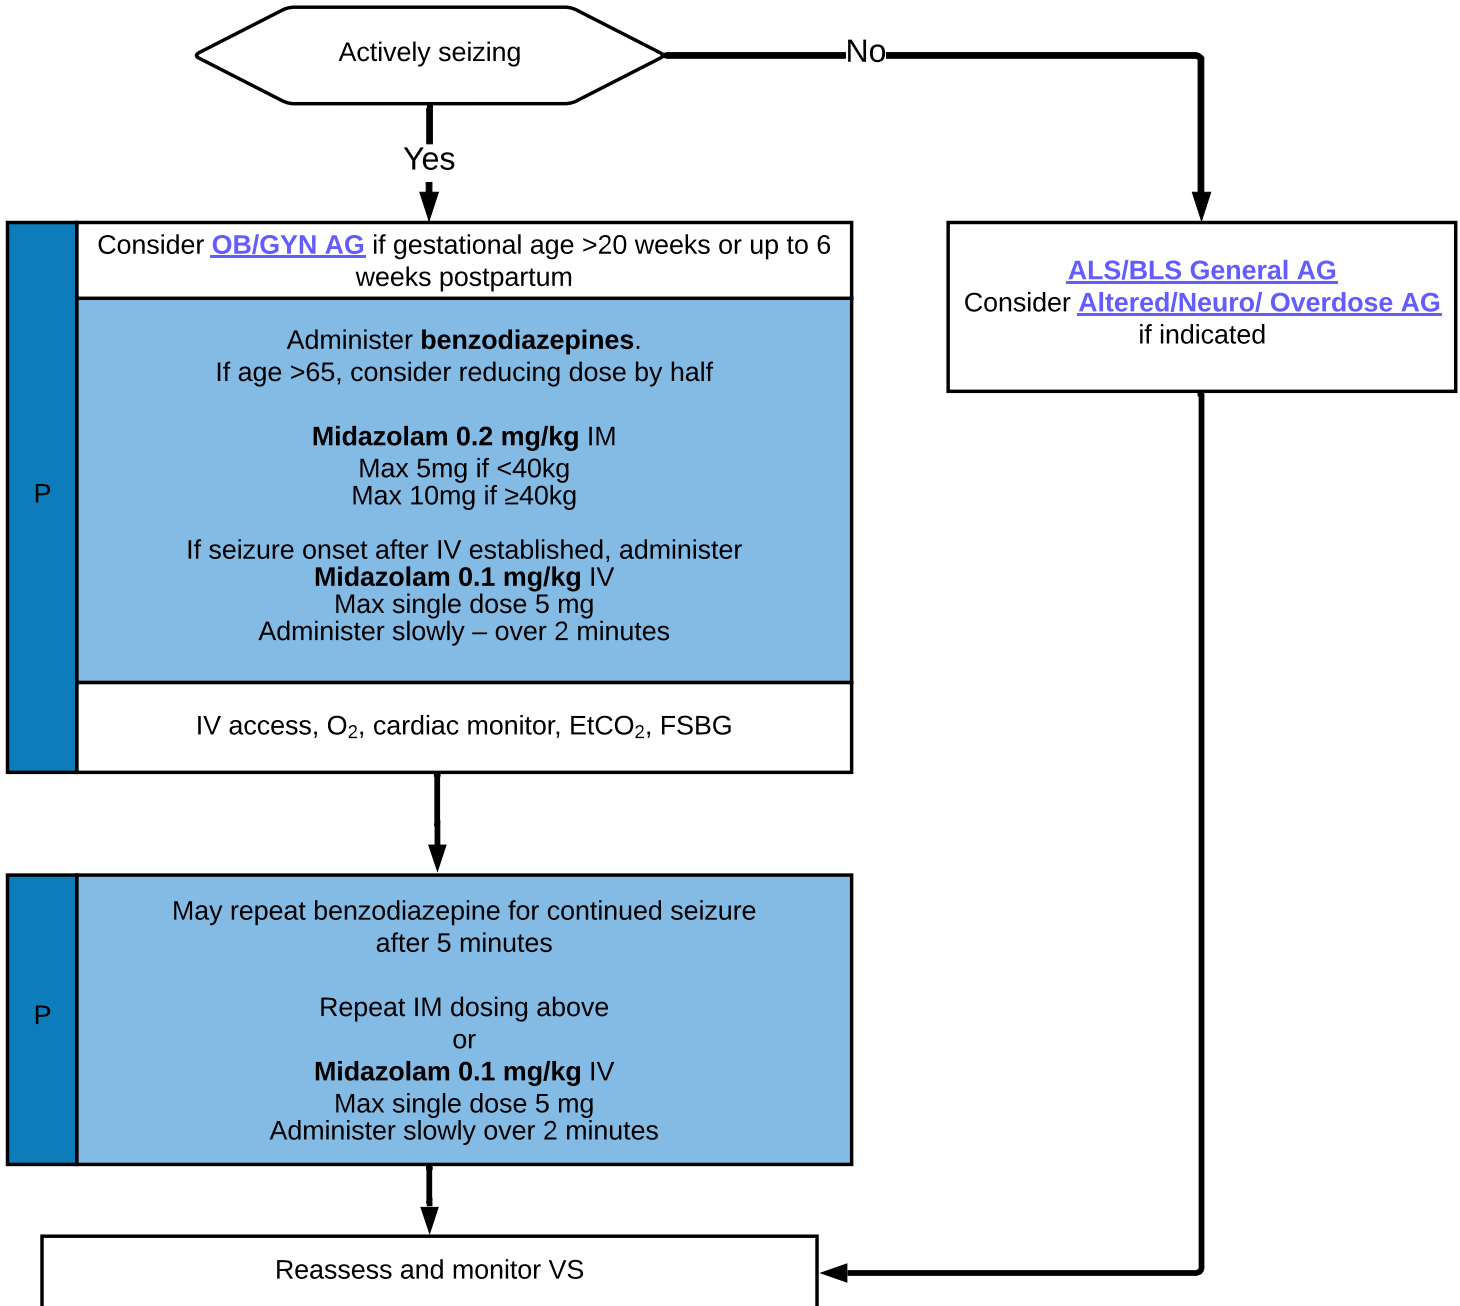 Actively seizing
No
Yes
Consider OB/GYN AG if gestational age >20 weeks or up to 6
weeks postpartum
P
Administer benzodiazepines.
If age >65, consider reducing dose by half
Midazolam 0.2 mg/kg IM
Max 5mg if <40kg
Max 10mg if ≥40kg
If seizure onset after IV established, administer
Midazolam 0.1 mg/kg IV
Max single dose 5 mg
Administer slowly – over 2 minutes
IV access, O₂, cardiac monitor, EtCO₂, FSBG
ALS/BLS General AG
Consider Altered/Neuro/ Overdose AG
if indicated
P
May repeat benzodiazepine for continued seizure
after 5 minutes
Repeat IM dosing above
or
Midazolam 0.1 mg/kg IV
Max single dose 5 mg
Administer slowly over 2 minutes
Reassess and monitor VS